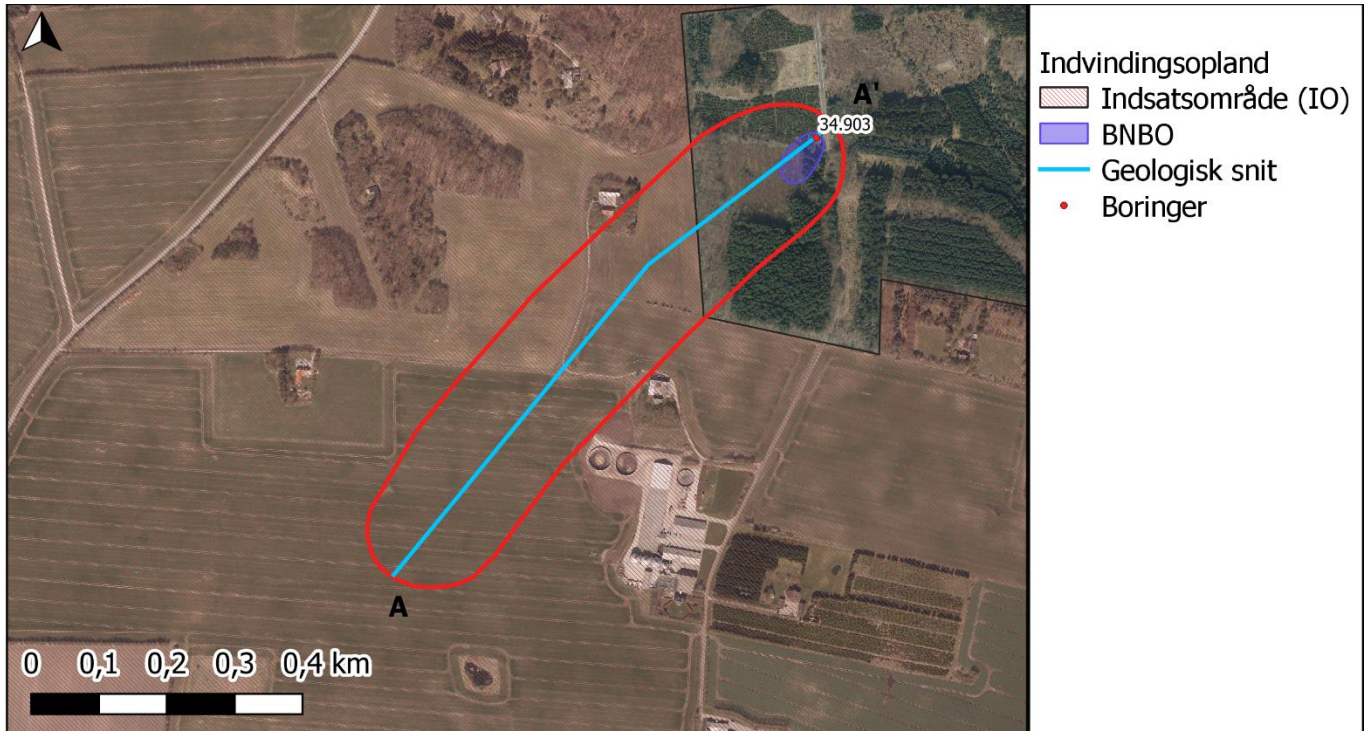 A'
34.903
A
0 0,1 0,2 0,3 0,4 km
Indvindingsopland
Indsatsområde (IO)
BNBO
Geologisk snit
Boringer